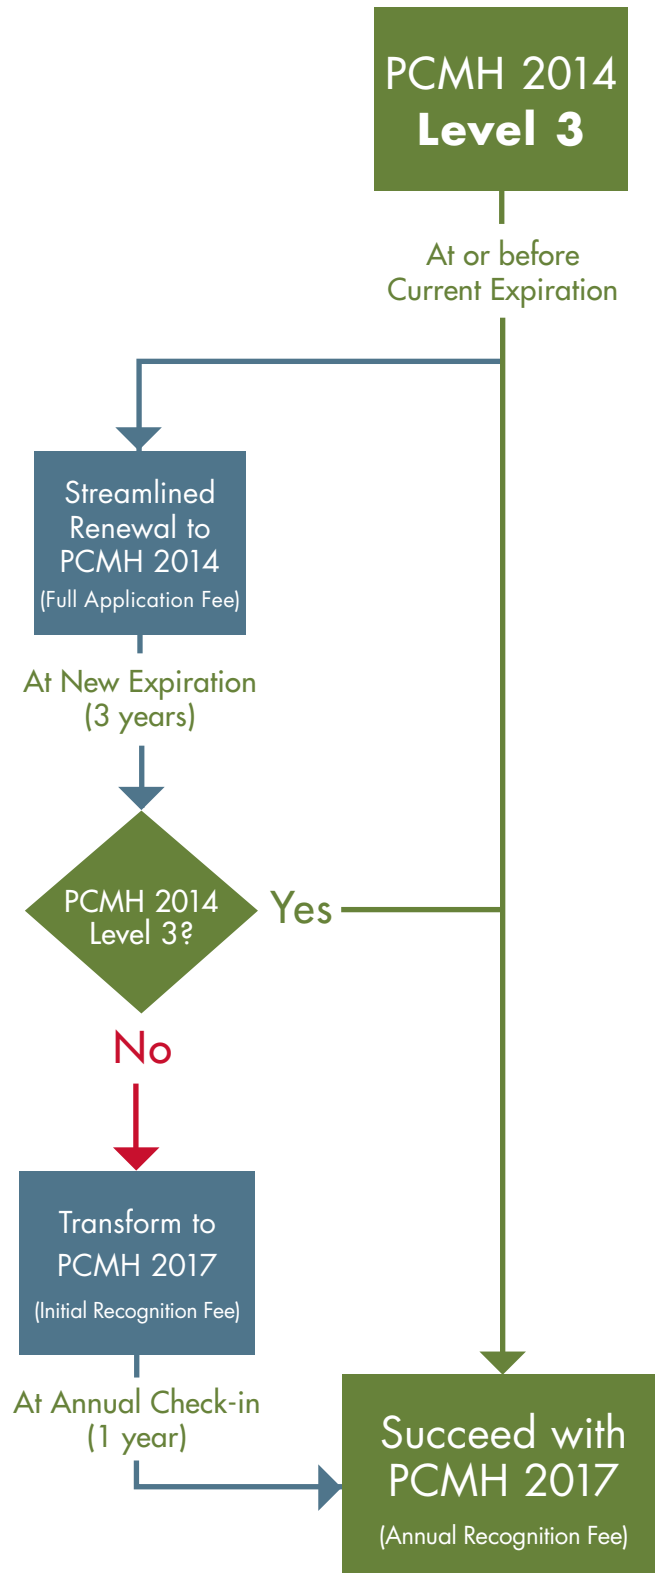 PCMH 2014
Level 3
At or before
Current Expiration
Streamlined
Renewal to
PCMH 2014
(Full Application Fee)
At New Expiration
(3 years)
PCMH 2014
Level 3?
Yes
No
Transform to
PCMH 2017
(Initial Recognition Fee)
At Annual Check-in
(1 year)
Succeed with
PCMH 2017
(Annual Recognition Fee)